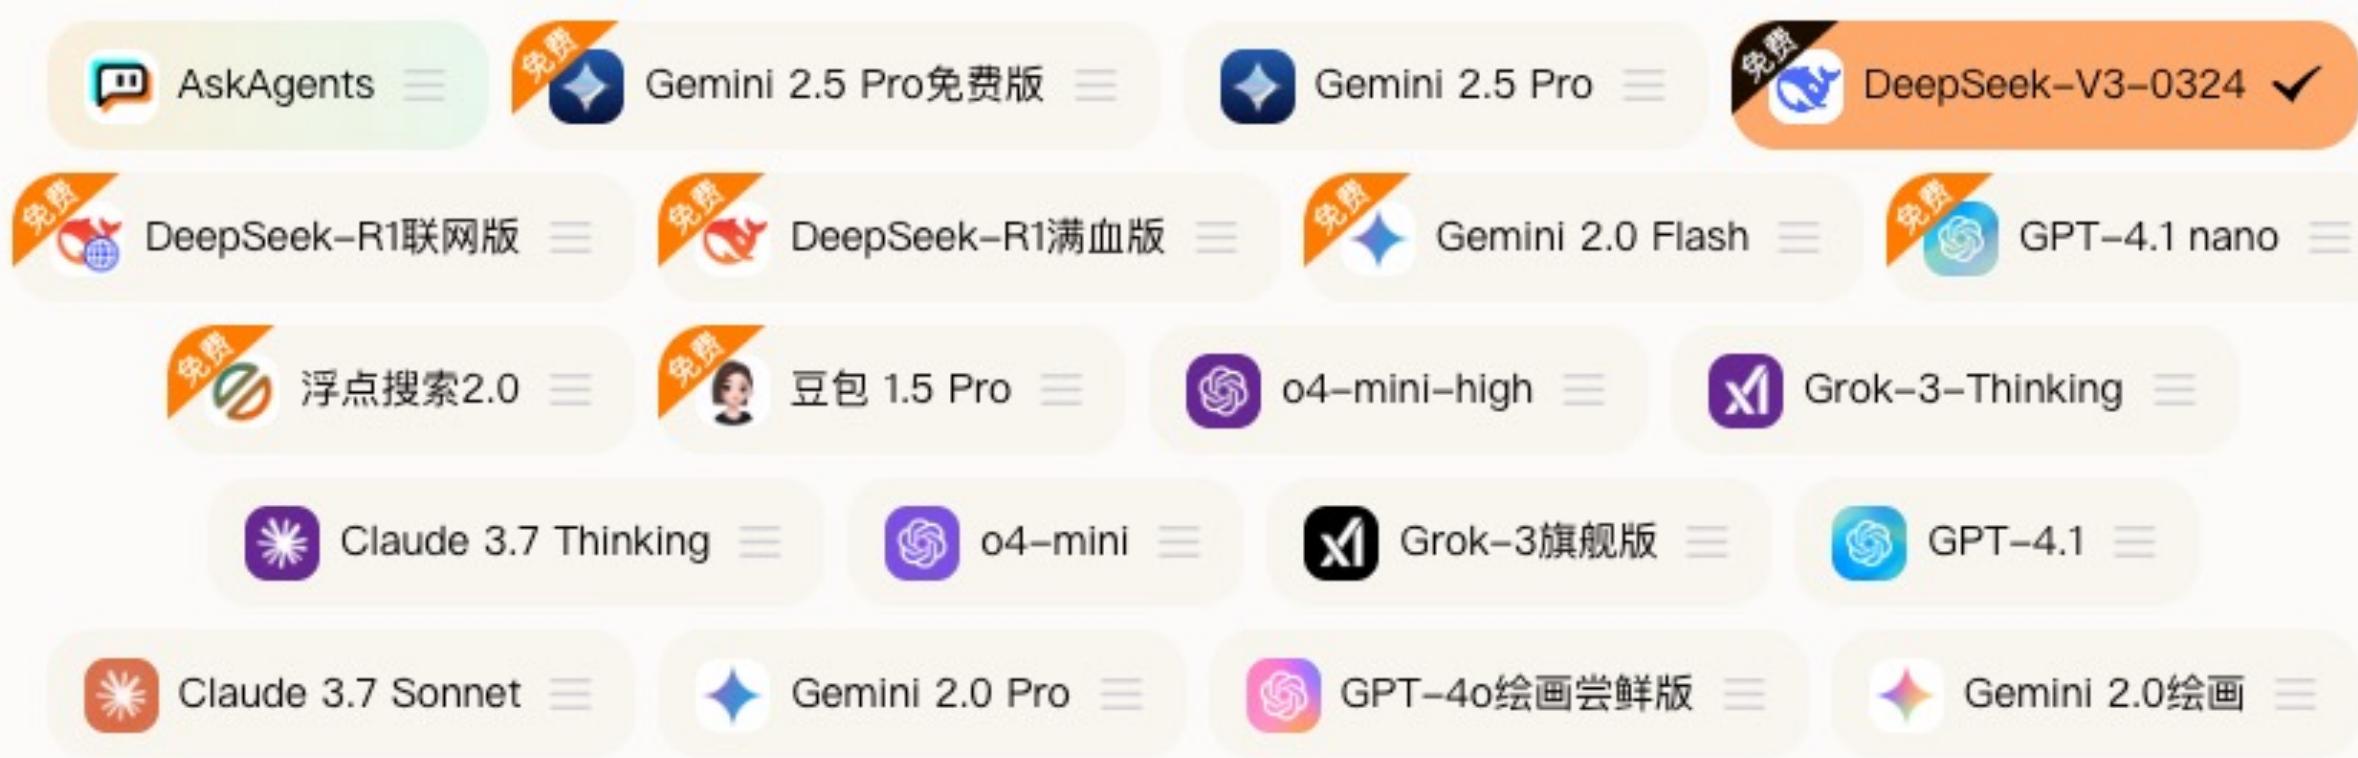 AskAgents 免费 Gemini 2.5 Pro免费版 Gemini 2.5 Pro 免费 DeepSeek-V3-0324
免费 DeepSeek-R1联网版 免费 DeepSeek-R1满血版 免费 Gemini 2.0 Flash 免费 GPT-4.1 nano
免费 浮点搜索2.0 免费 豆包 1.5 Pro o4-mini-high Grok-3-Thinking
Claude 3.7 Thinking o4-mini Grok-3旗舰版 GPT-4.1
Claude 3.7 Sonnet Gemini 2.0 Pro GPT-4o绘画尝鲜版 Gemini 2.0绘画